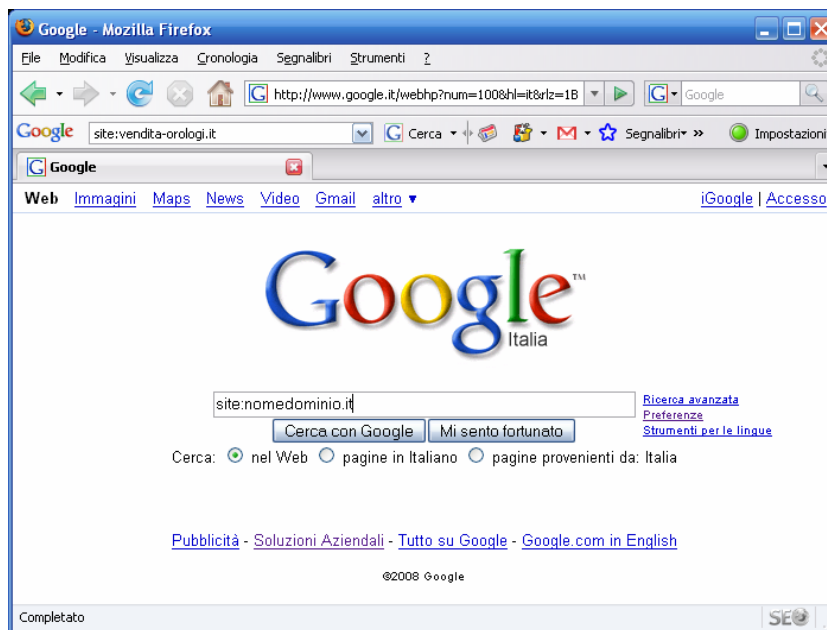 Google - Mozilla Firefox
File Modifica Visualizza Cronologia Segnalibri Strumenti ?
G http://www.google.it/webhp?num=100&hl=it&rlz=1B G Google
Google site:vendita-orologi.it G Cerca Segnalibri » Impostazioni
G Google
Web Immagini Maps News Video Gmail altro ▼ iGoogle | Accesso
Google™
Italia
site:nomedominio.it
Ricerca avanzata
Preferenze
Strumenti per le lingue
Cerca con Google Mi sento fortunato
Cerca: nel Web pagine in Italiano pagine provenienti da: Italia
Pubblicità - Soluzioni Aziendali - Tutto su Google - Google.com in English
©2008 Google
Completato SEO